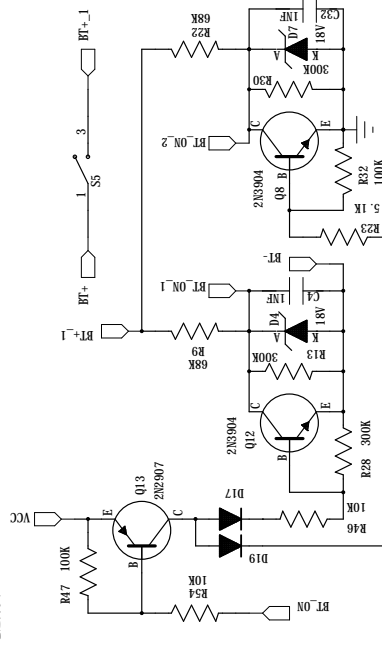 BT+_1
3
S5
1
BT+
68K
R22
C32
1NF
D7
18V
A
K
300K
R30
C
E
BT_ON_2
2N3904
Q8
B
R32
100K
5.1K
R23
BT-
BT_ON_1
BT+_1
R9
68K
C4
1NF
D4
18V
A
K
R13
300K
C
E
2N3904
Q12
B
R28
300K
VCC
Q13
2N2907
E
C
B
R47
100K
D17
D19
10K
R46
R54
10K
BT_ON